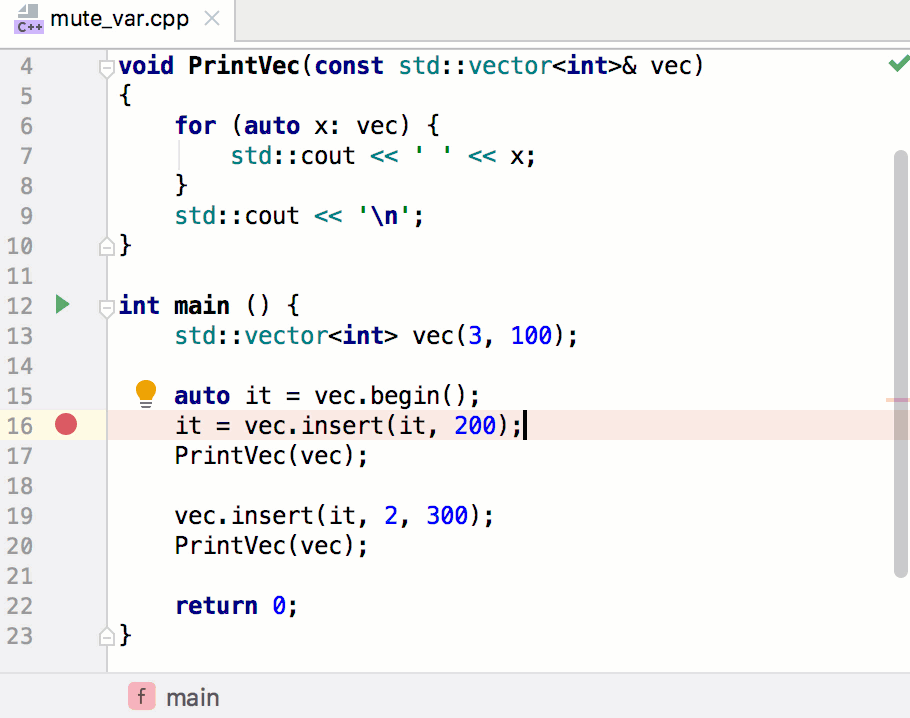 C++ mute_var.cpp
4 void PrintVec(const std::vector<int>& vec)
5 {
6     for (auto x: vec) {
7         std::cout << ' ' << x;
8     }
9     std::cout << '\n';
10 }
11
12 int main () {
13     std::vector<int> vec(3, 100);
14
15     auto it = vec.begin();
16     it = vec.insert(it, 200);
17     PrintVec(vec);
18
19     vec.insert(it, 2, 300);
20     PrintVec(vec);
21
22     return 0;
23 }
f main